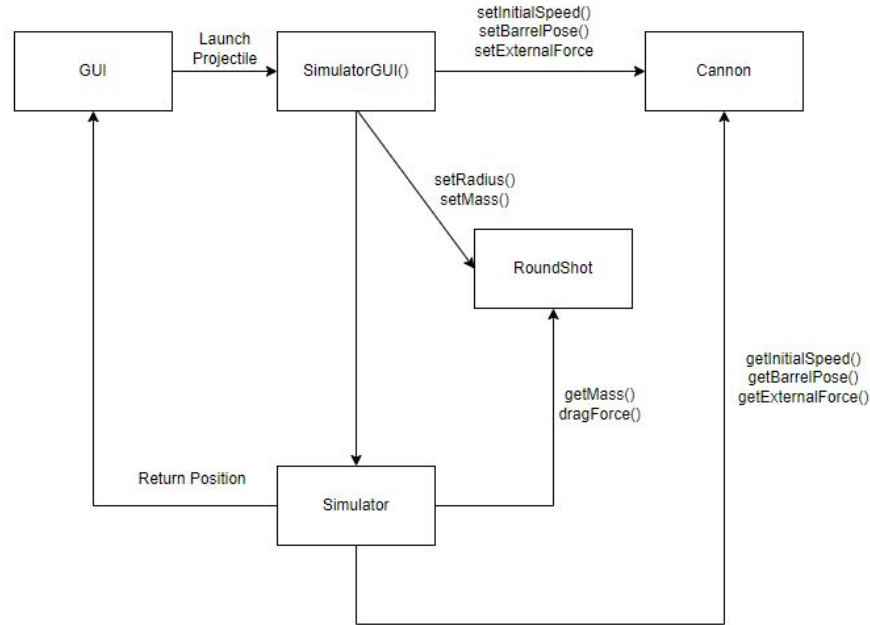 setInitialSpeed()
setBarrelPose()
setExternalForce
Launch
Projectile
GUI
SimulatorGUI()
Cannon
setRadius()
setMass()
RoundShot
getInitialSpeed()
getBarrelPose()
getExternalForce()
getMass()
dragForce()
Return Position
Simulator